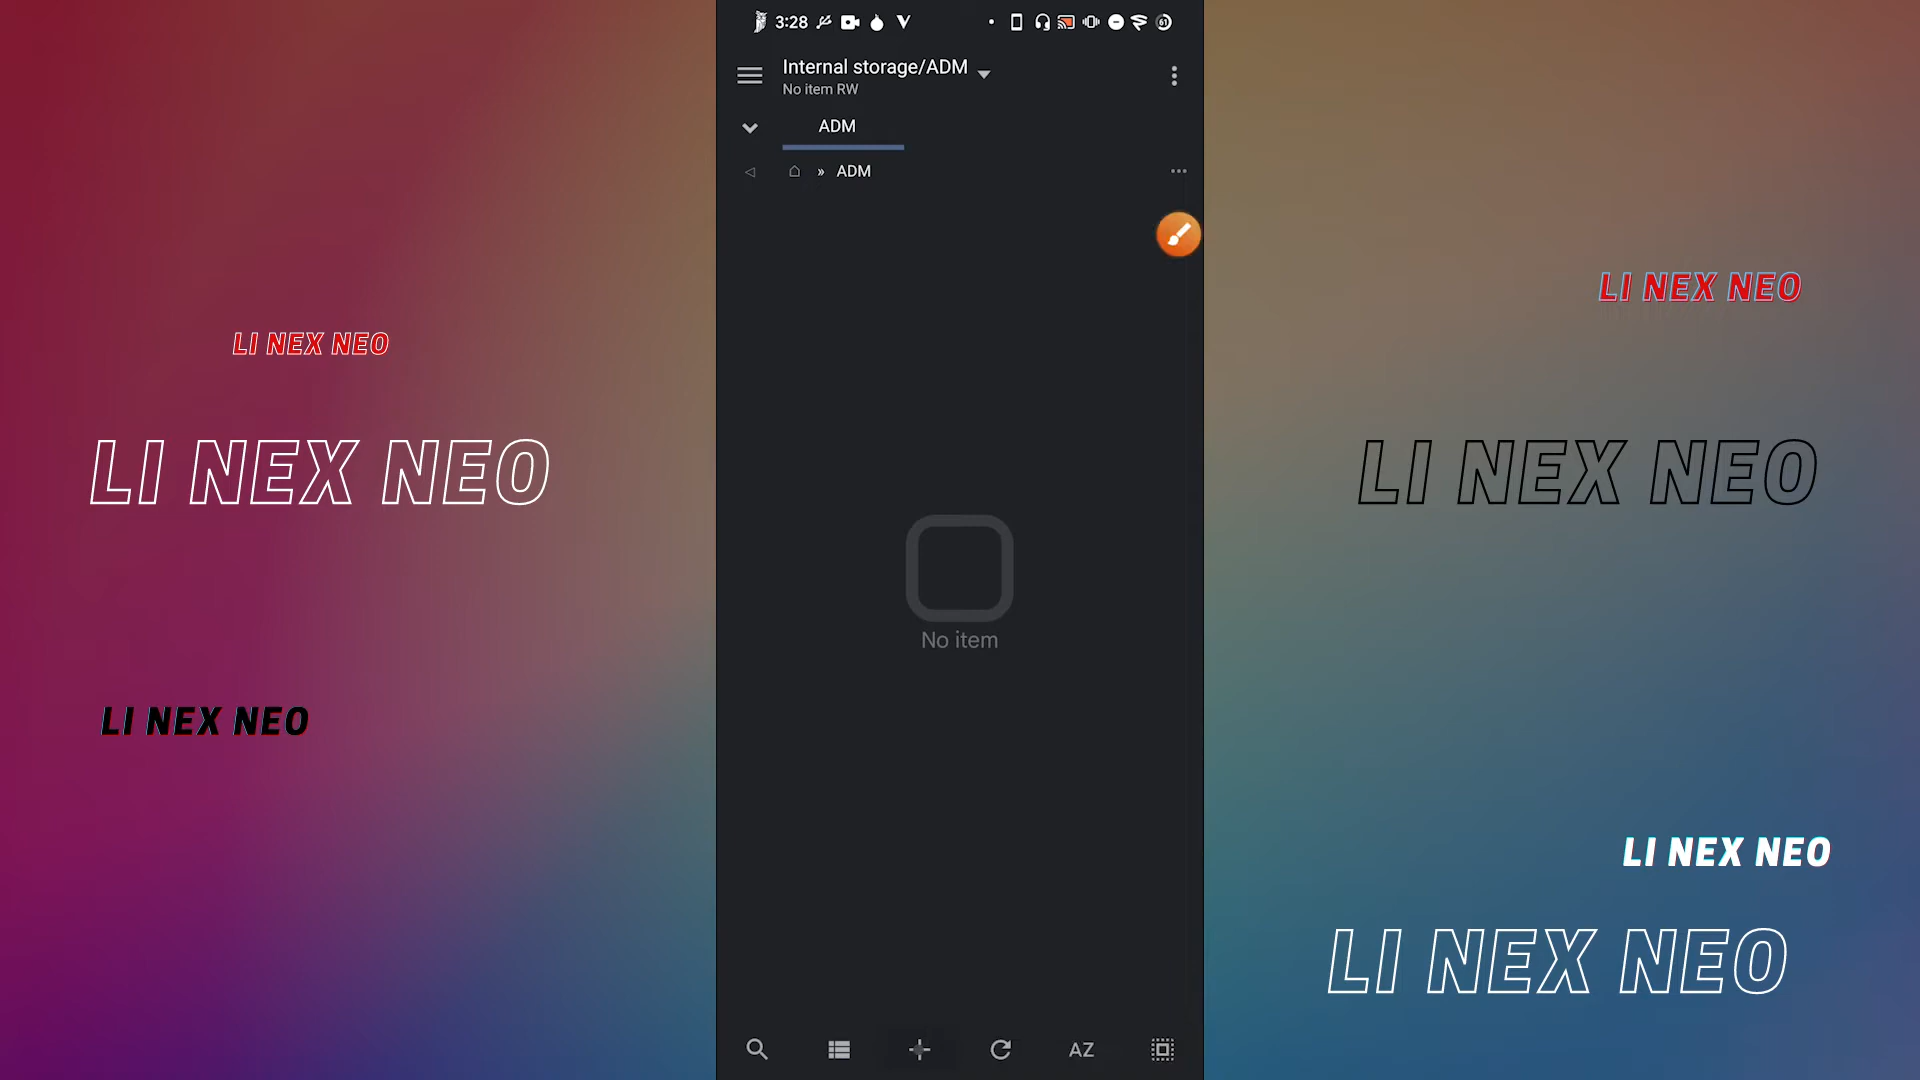 3:28
61
Internal storage/ADM
No item RW
ADM
» ADM
No item
AZ
LI NEX NEO
LI NEX NEO
LI NEX NEO
LI NEX NEO
LI NEX NEO
LI NEX NEO
LI NEX NEO